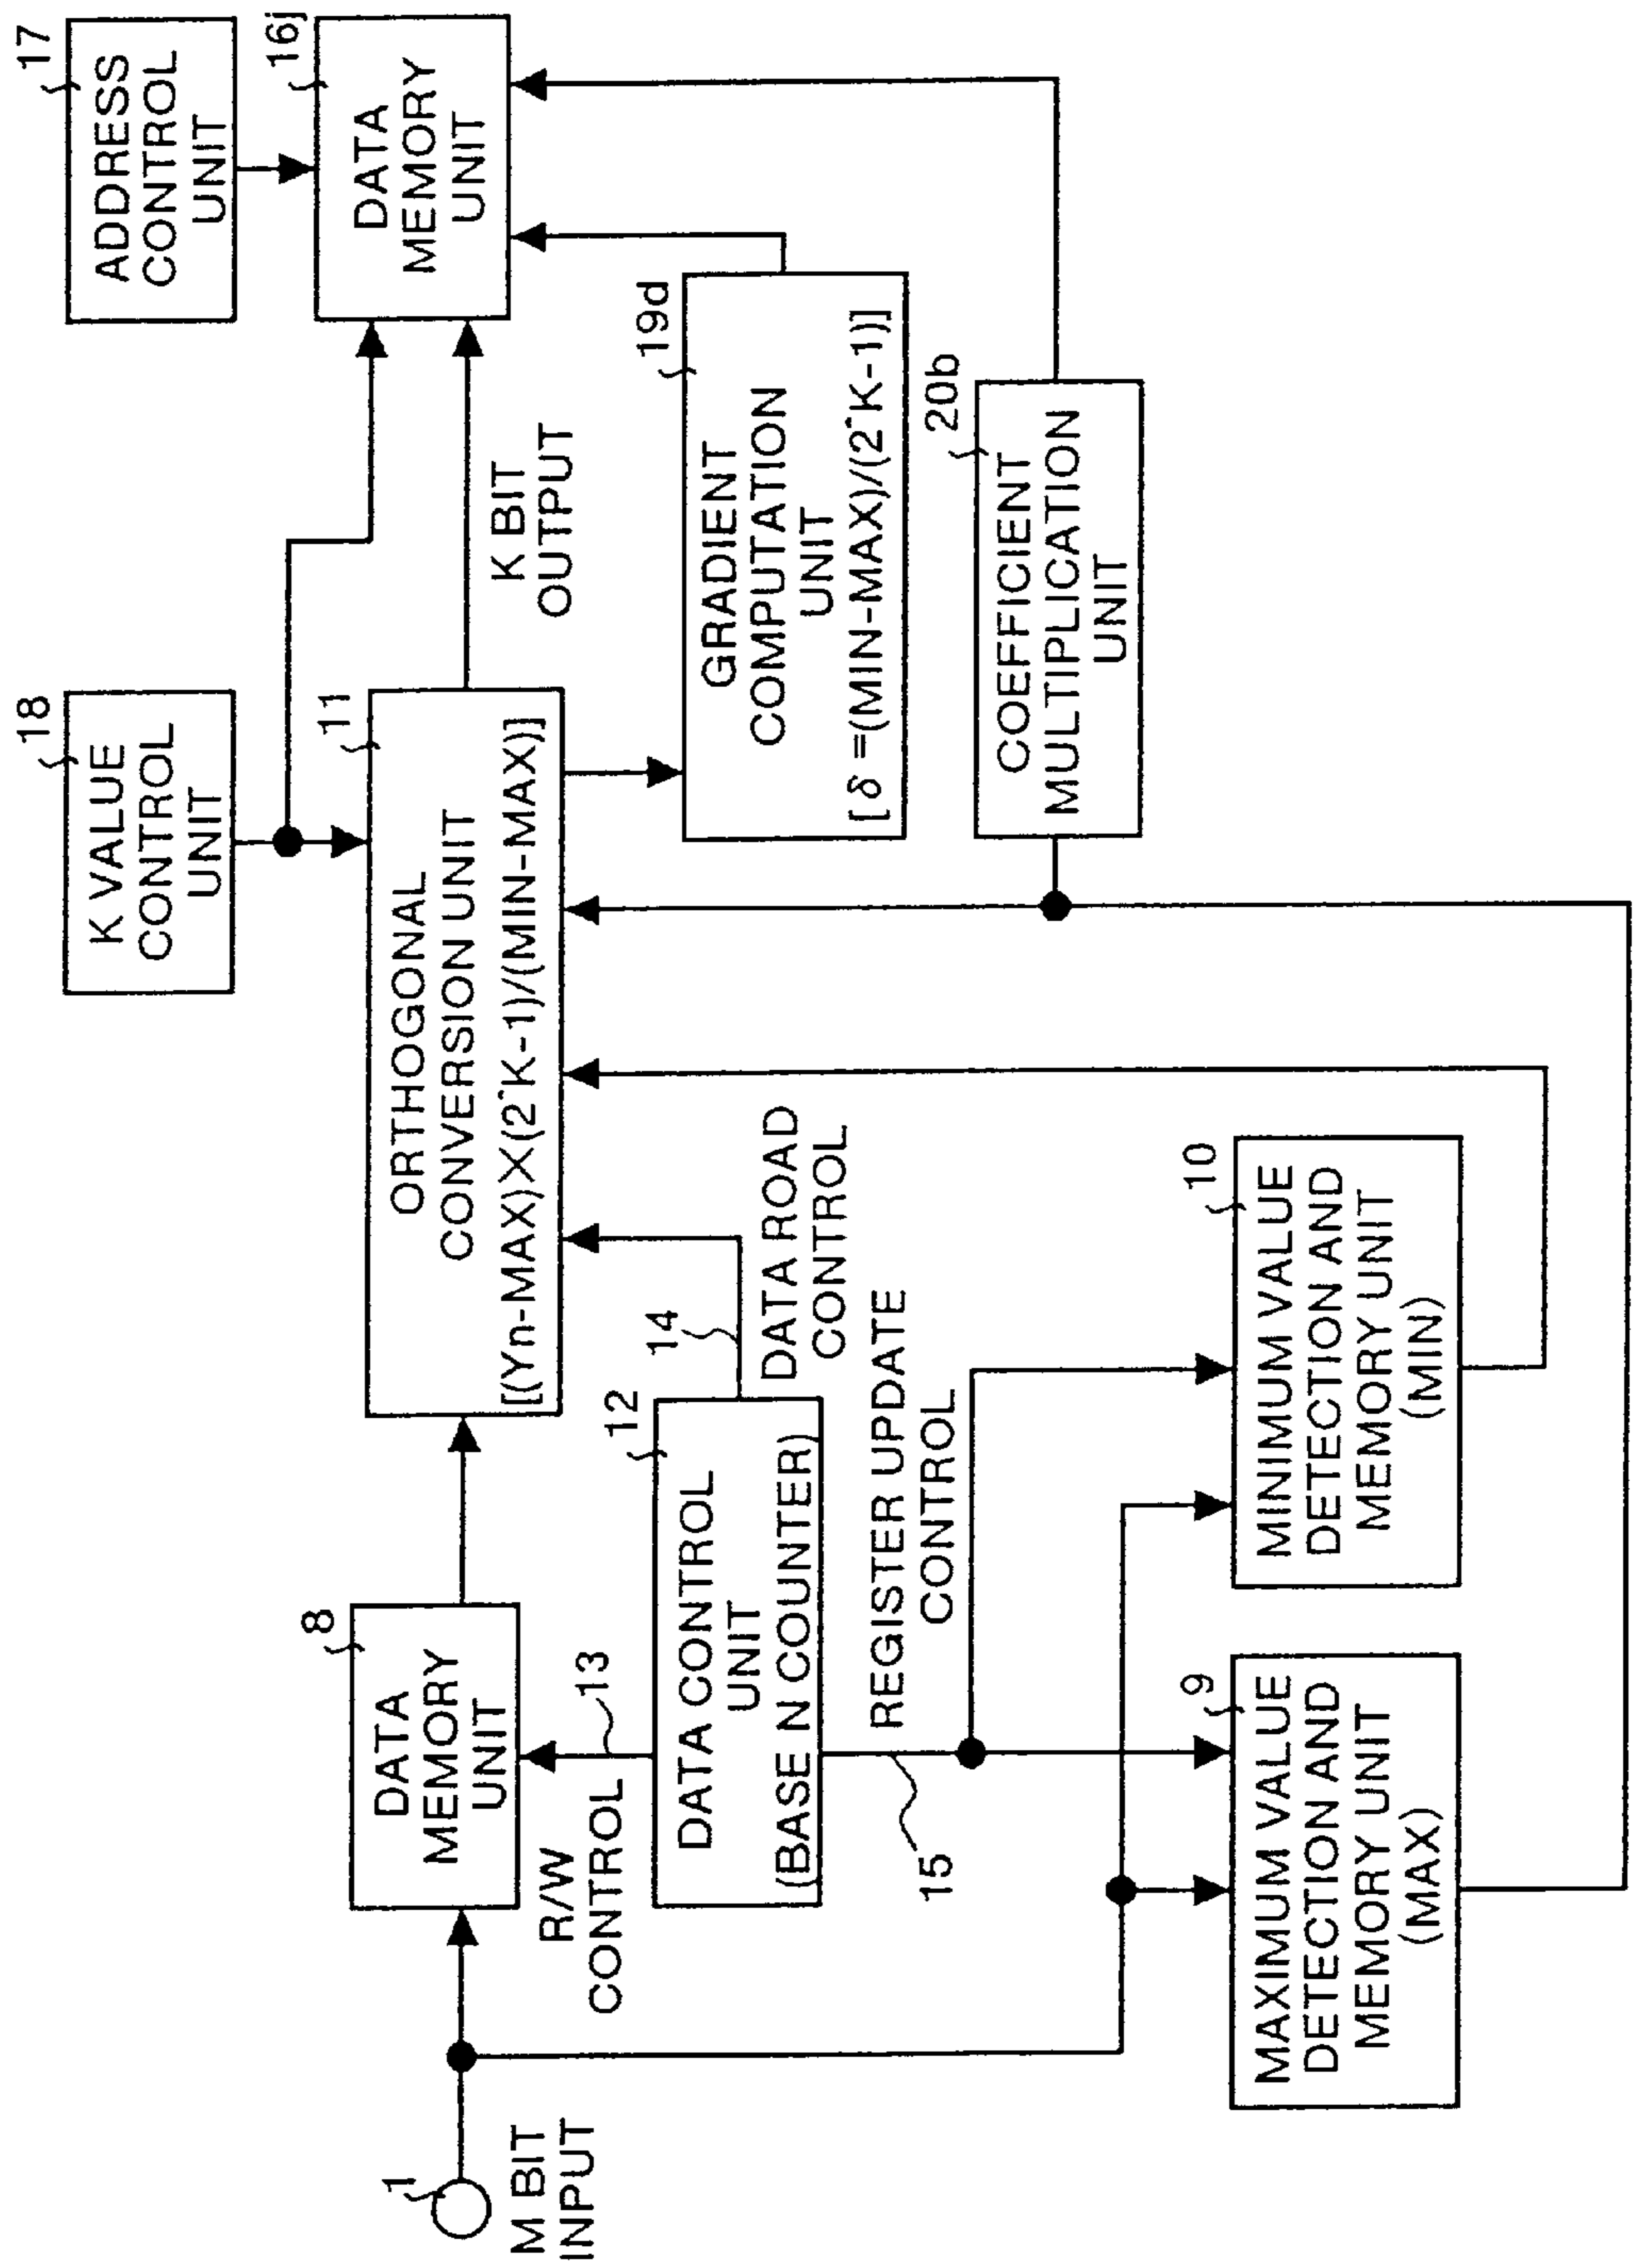 1
M BIT
INPUT
8
DATA
MEMORY
UNIT
R/W
CONTROL
13
12
DATA CONTROL
UNIT
(BASE N COUNTER)
14
DATA ROAD
CONTROL
15
REGISTER UPDATE
CONTROL
9
MAXIMUM VALUE
DETECTION AND
MEMORY UNIT
(MAX)
10
MINIMUM VALUE
DETECTION AND
MEMORY UNIT
(MIN)
18
K VALUE
CONTROL
UNIT
11
ORTHOGONAL
CONVERSION UNIT
[(Yn-MAX)X(2^K-1)/(MIN-MAX)]
K BIT
OUTPUT
17
ADDRESS
CONTROL
UNIT
16j
DATA
MEMORY
UNIT
19d
GRADIENT
COMPUTATION
UNIT
[δ=(MIN-MAX)/(2^K-1)]
20b
COEFFICIENT
MULTIPLICATION
UNIT